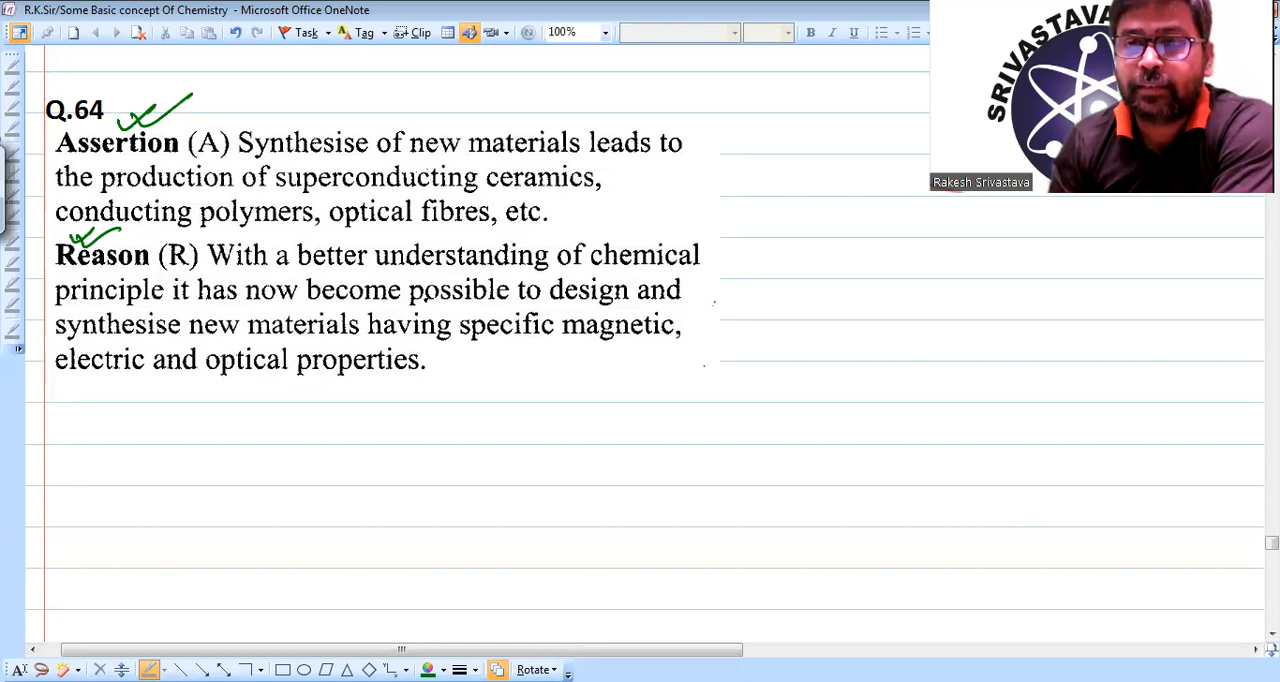 R.K.Sir/Some Basic concept Of Chemistry - Microsoft Office OneNote
Task Tag Clip 100% B I U
SRIVASTAVA
Rakesh Srivastava
Q.64
Assertion (A) Synthesise of new materials leads to
the production of superconducting ceramics,
conducting polymers, optical fibres, etc.
Reason (R) With a better understanding of chemical
principle it has now become possible to design and
synthesise new materials having specific magnetic,
electric and optical properties.
Rotate